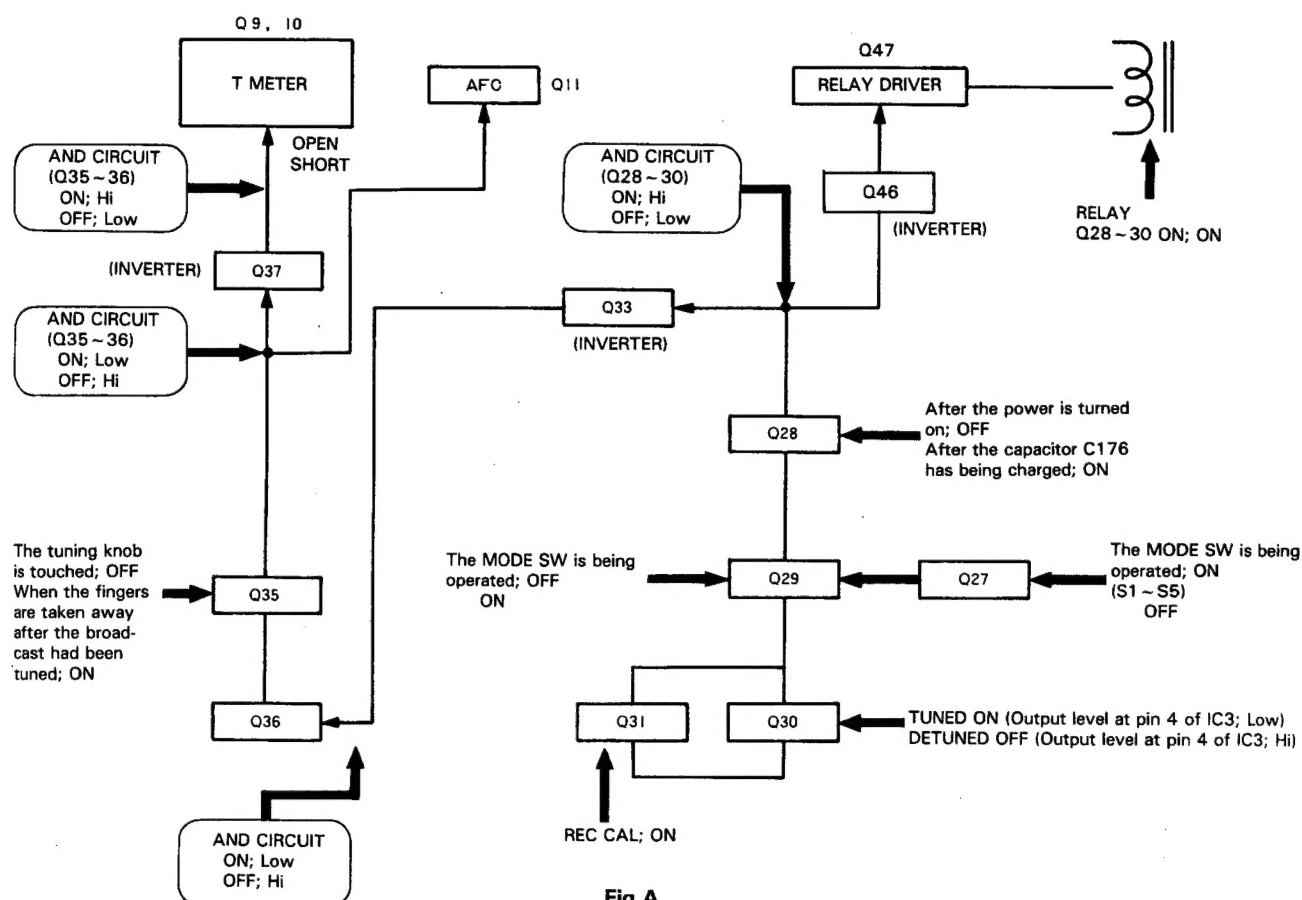 Q9, 10
T METER
AFC
Q11
OPEN
SHORT
AND CIRCUIT
(Q35~36)
ON; Hi
OFF; Low
(INVERTER)
Q37
AND CIRCUIT
(Q35~36)
ON; Low
OFF; Hi
Q47
RELAY DRIVER
AND CIRCUIT
(Q28~30)
ON; Hi
OFF; Low
Q46
(INVERTER)
RELAY
Q28~30 ON; ON
Q33
(INVERTER)
Q28
After the power is turned
on; OFF
After the capacitor C176
has being charged; ON
The tuning knob
is touched; OFF
When the fingers
are taken away
after the broad-
cast had been
tuned; ON
Q35
The MODE SW is being
operated; OFF
ON
Q29
Q27
The MODE SW is being
operated; ON
(S1~S5)
OFF
Q36
Q31
Q30
TUNED ON (Output level at pin 4 of IC3; Low)
DETUNED OFF (Output level at pin 4 of IC3; Hi)
REC CAL; ON
AND CIRCUIT
ON; Low
OFF; Hi
Fig A